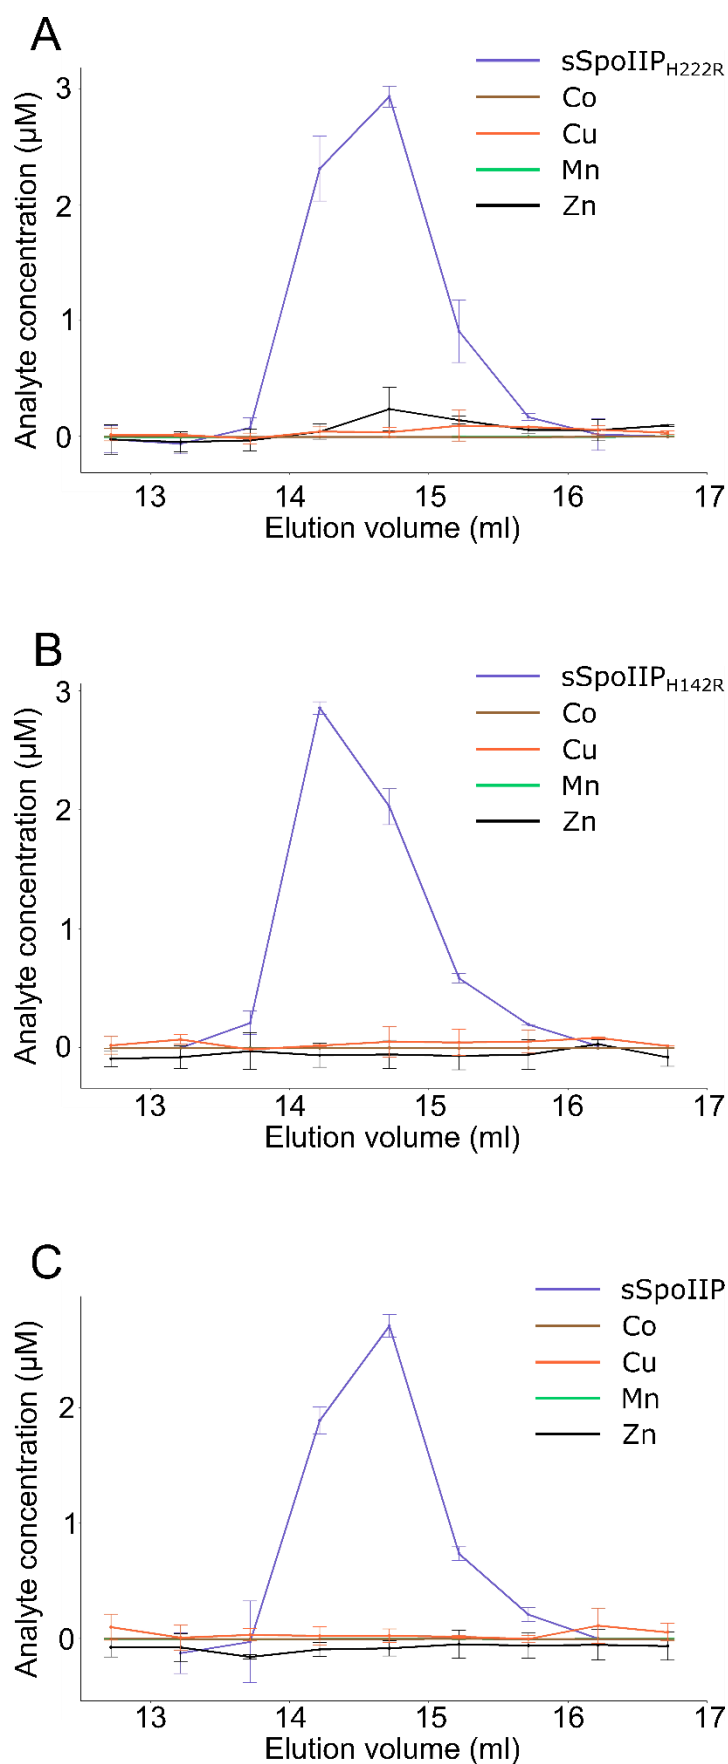 A
sSpoIIP_H222R
Co
Cu
Mn
Zn
Analyte concentration (µM)
3
2
1
0
13 14 15 16 17
Elution volume (ml)
B
sSpoIIP_H142R
Co
Cu
Mn
Zn
Analyte concentration (µM)
3
2
1
0
13 14 15 16 17
Elution volume (ml)
C
sSpoIIP
Co
Cu
Mn
Zn
Analyte concentration (µM)
2
1
0
13 14 15 16 17
Elution volume (ml)